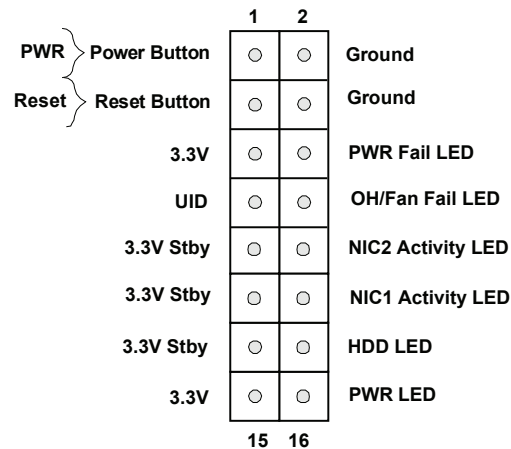 1 2
PWR Power Button Ground
Reset Reset Button Ground
3.3V PWR Fail LED
UID OH/Fan Fail LED
3.3V Stby NIC2 Activity LED
3.3V Stby NIC1 Activity LED
3.3V Stby HDD LED
3.3V PWR LED
15 16